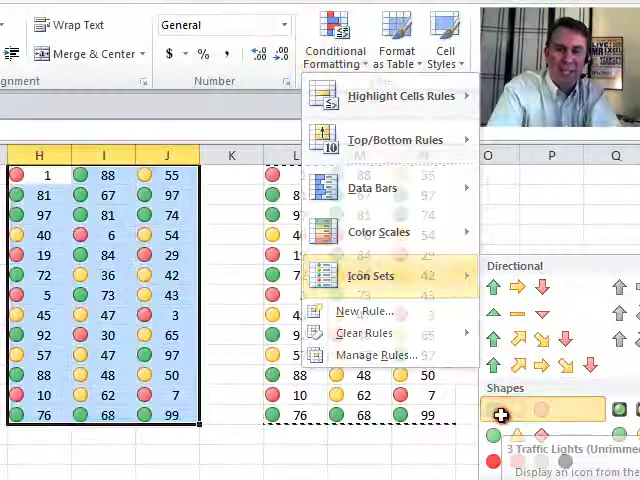 Wrap Text
General
Merge & Center
$ % ,
Conditional Formatting
Format as Table
Cell Styles
gnment
Number
Highlight Cells Rules
Top/Bottom Rules
Data Bars
Color Scales
Icon Sets
New Rule...
Clear Rules
Manage Rules...
Directional
Shapes
3 Traffic Lights (Unrimmed
Display an icon from the
H I J K L M N O P Q
1 88 55
81 67 97
97 81 74
40 6 54
19 84 29
72 36 42
5 73 43
45 47 3
92 30 65
57 47 97
88 48 50
10 62 7
76 68 99
88 48 50
10 62 7
76 68 99